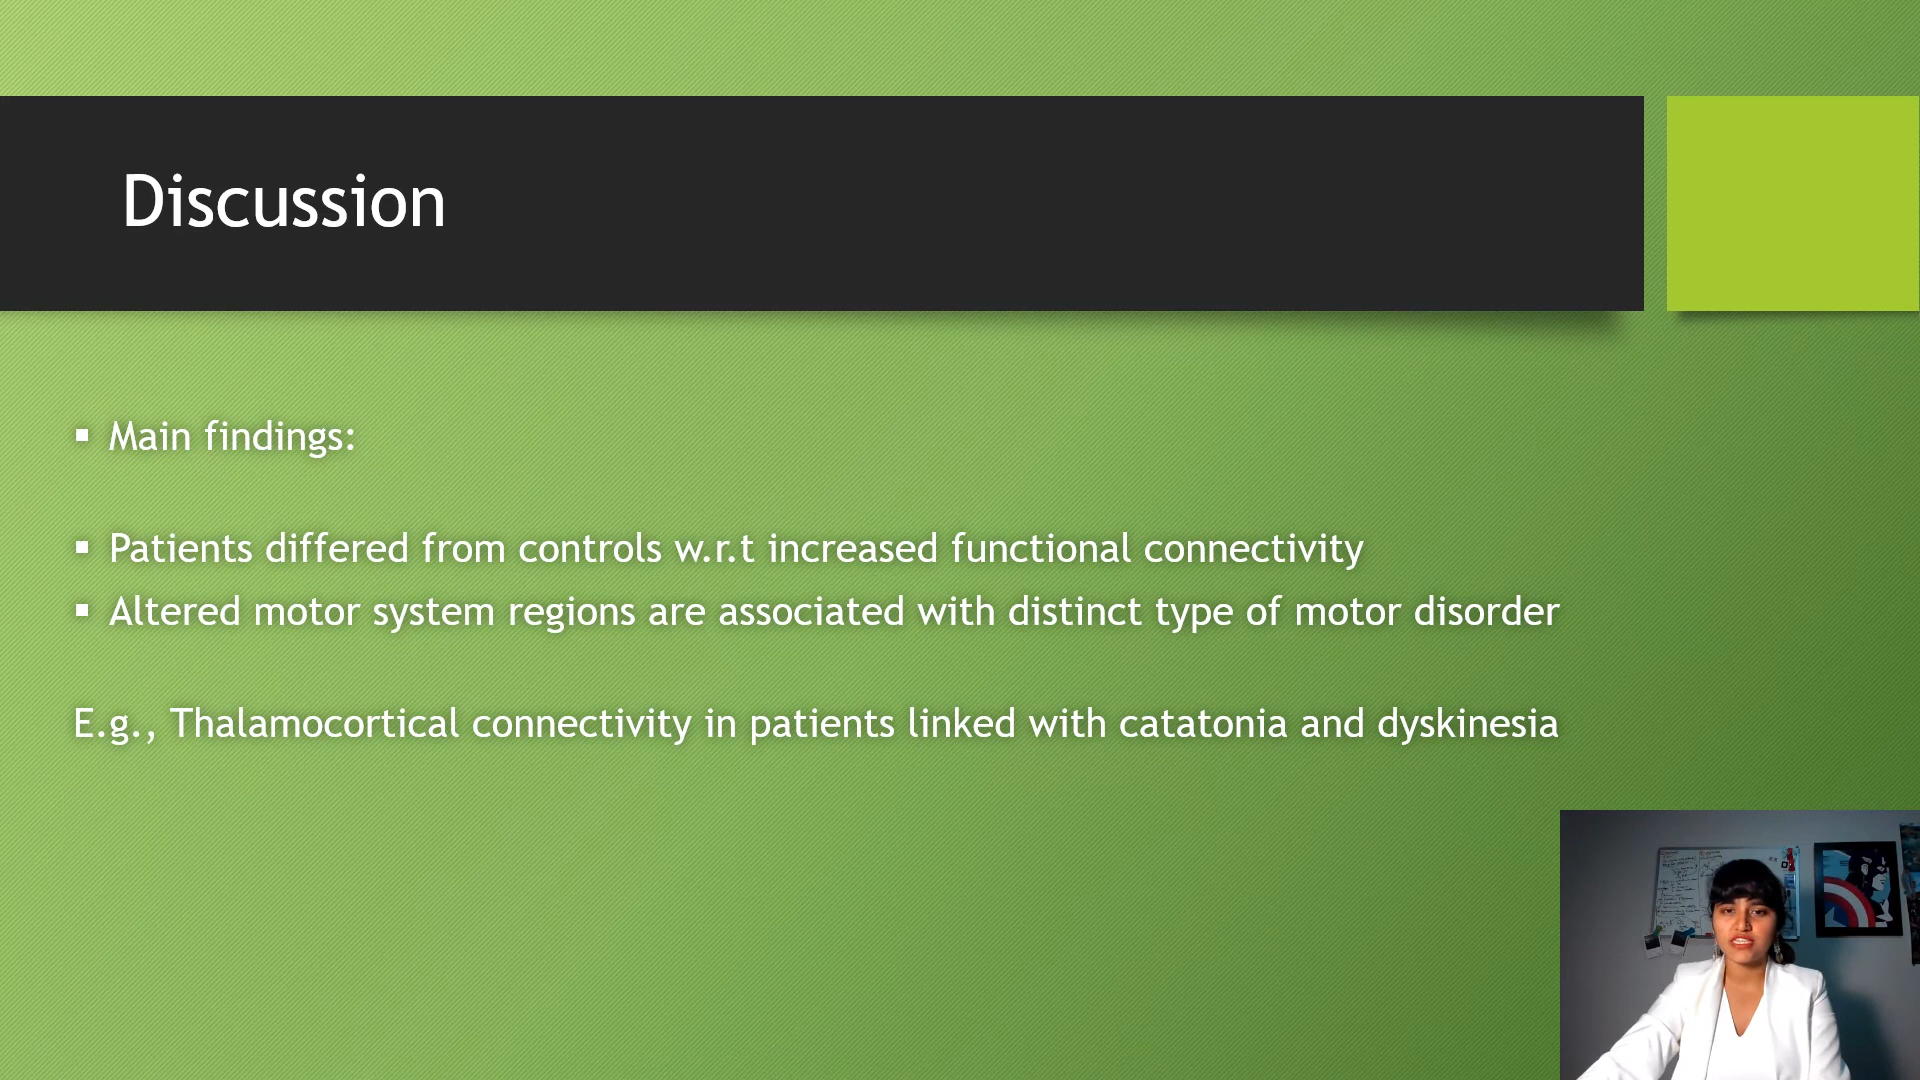 Discussion
▪ Main findings:
▪ Patients differed from controls w.r.t increased functional connectivity
▪ Altered motor system regions are associated with distinct type of motor disorder
E.g., Thalamocortical connectivity in patients linked with catatonia and dyskinesia